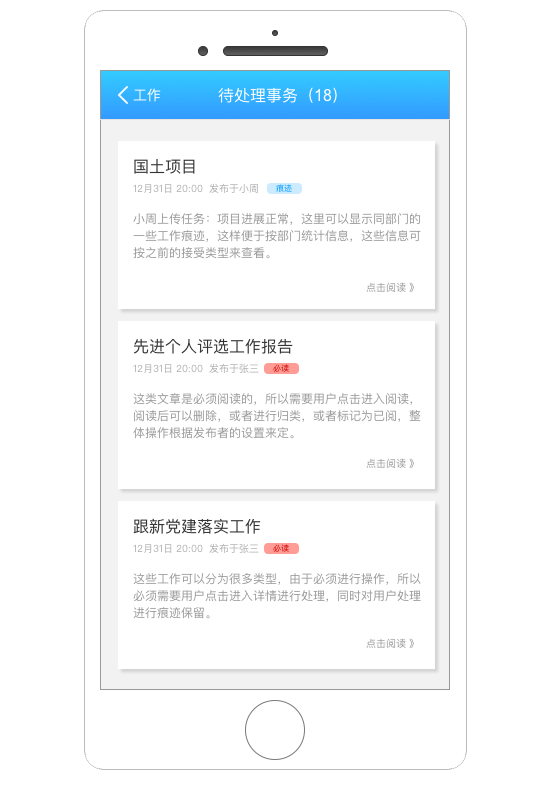 工作 待处理事务（18）
国土项目
12月31日 20:00 发布于小周 痕迹
小周上传任务：项目进展正常，这里可以显示同部门的
一些工作痕迹，这样便于按部门统计信息，这些信息可
按之前的接受类型来查看。
点击阅读 》
先进个人评选工作报告
12月31日 20:00 发布于张三 必读
这类文章是必须阅读的，所以需要用户点击进入阅读，
阅读后可以删除，或者进行归类，或者标记为已阅，整
体操作根据发布者的设置来定。
点击阅读 》
跟新党建落实工作
12月31日 20:00 发布于张三 必读
这些工作可以分为很多类型，由于必须进行操作，所以
必须需要用户点击进入详情进行处理，同时对用户处理
进行痕迹保留。
点击阅读 》